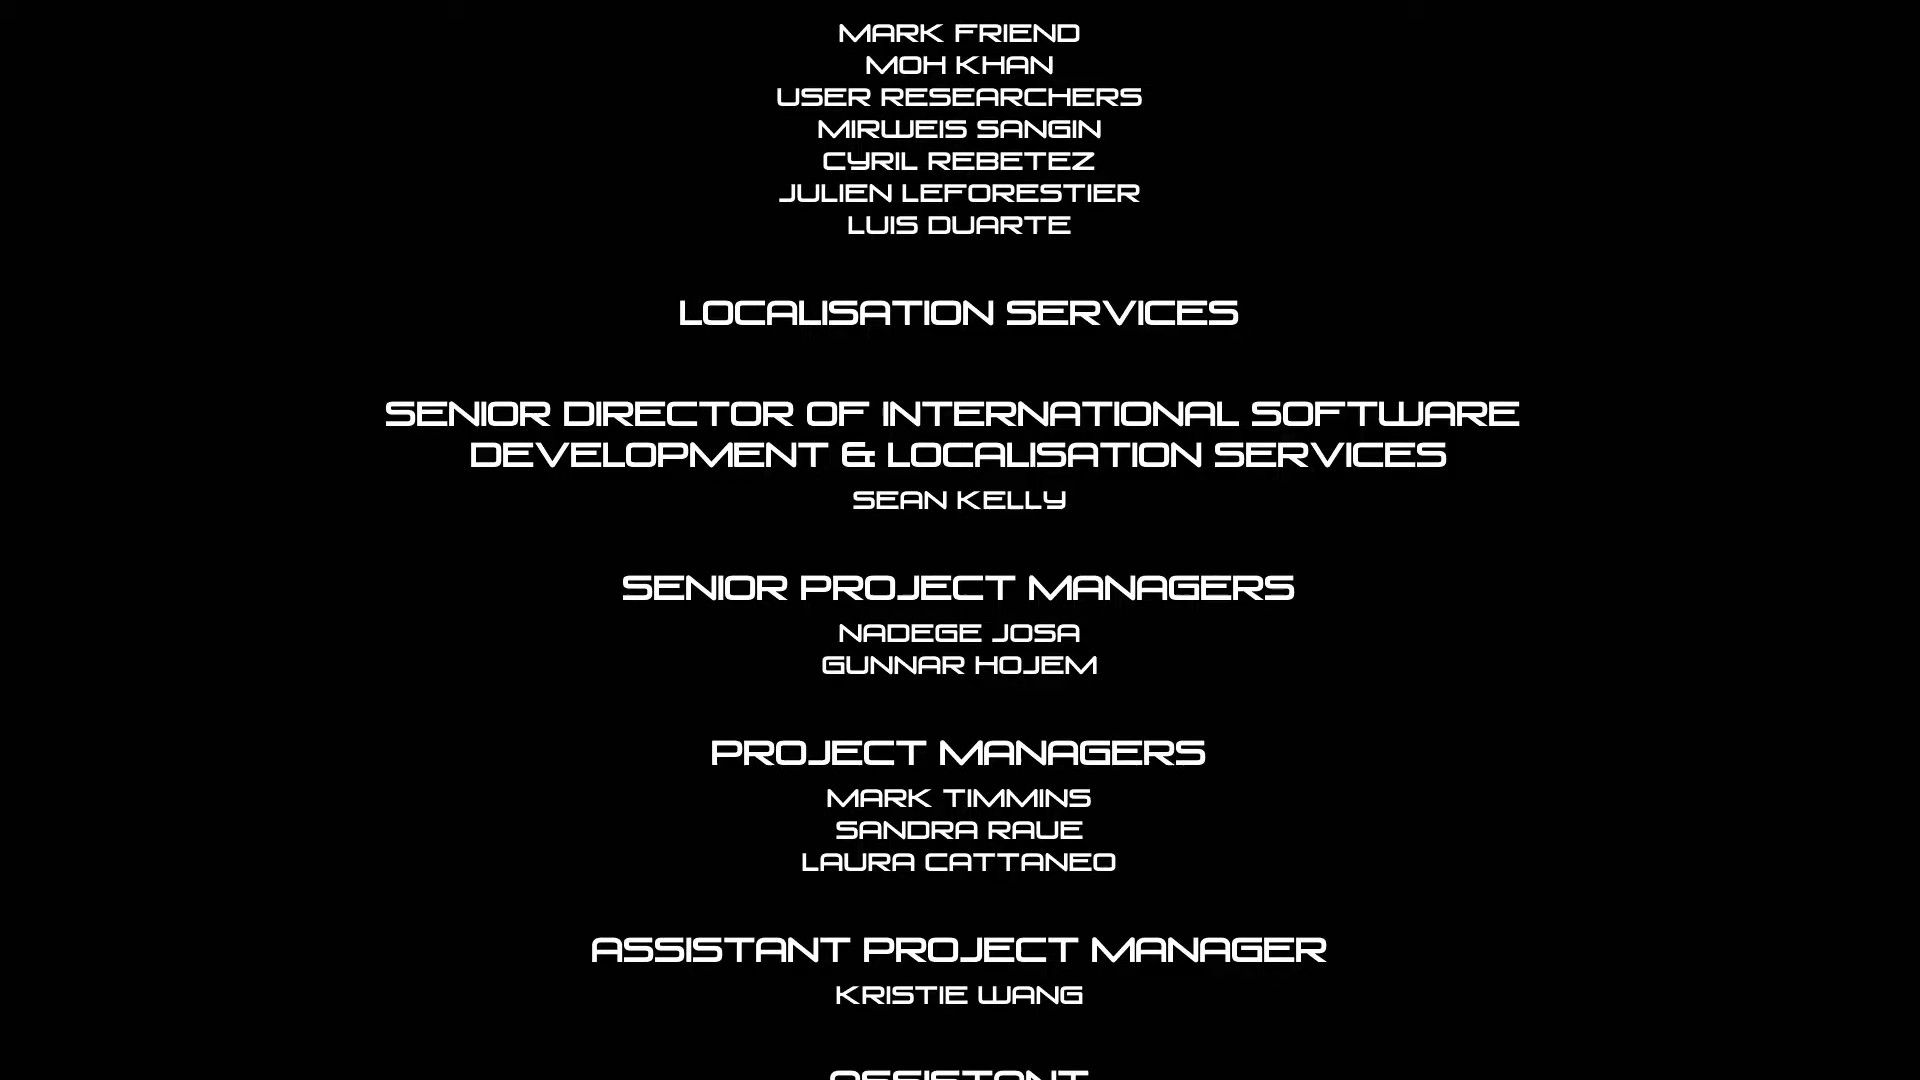 MARK FRIEND
MOH KHAN
USER RESEARCHERS
MIRWEIS SANGIN
CYRIL REBETEZ
JULIEN LEFORESTIER
LUIS DUARTE
LOCALISATION SERVICES
SENIOR DIRECTOR OF INTERNATIONAL SOFTWARE
DEVELOPMENT & LOCALISATION SERVICES
SEAN KELLY
SENIOR PROJECT MANAGERS
NADEGE JOSA
GUNNAR HOJEM
PROJECT MANAGERS
MARK TIMMINS
SANDRA RAUE
LAURA CATTANEO
ASSISTANT PROJECT MANAGER
KRISTIE WANG
ASSISTANT